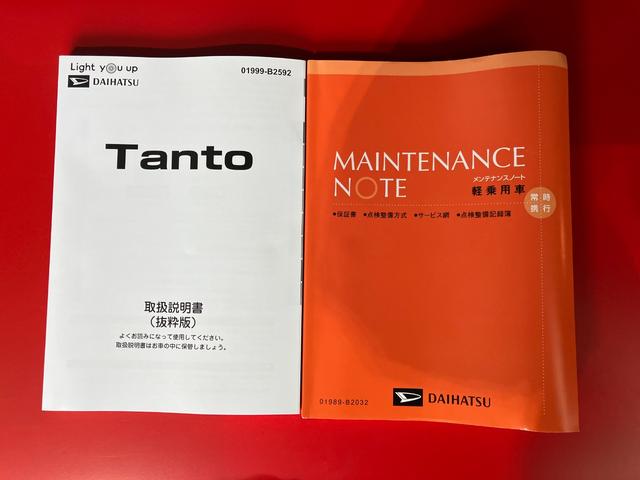 Light you up
DAIHATSU
01999-B2592
Tanto
取扱説明書
(抜粋版)
よくお読みになって使用してください。
取扱説明書はお車の中に保管しましょう。
MAINTENANCE
NOTE
メンテナンスノート
軽乗用車
常時
携行
●保証書 ●点検整備方式 ●サービス網 ●点検整備記録簿
01989-B2032
DAIHATSU